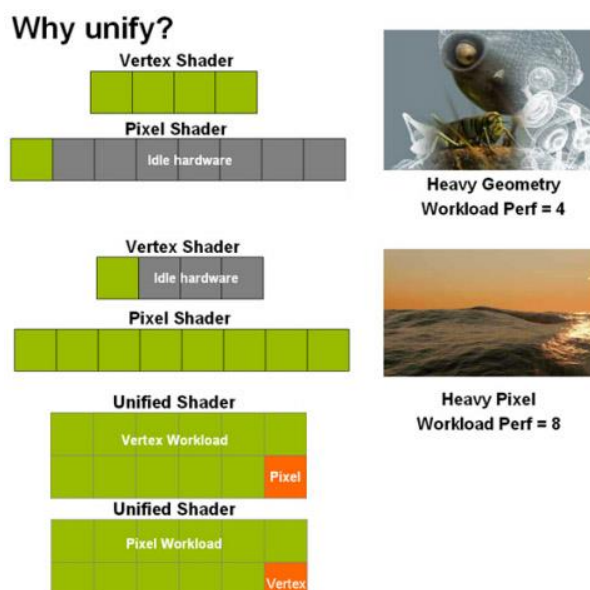 Why unify?
Vertex Shader
Pixel Shader
Idle hardware
Heavy Geometry
Workload Perf = 4
Vertex Shader
Idle hardware
Pixel Shader
Heavy Pixel
Workload Perf = 8
Unified Shader
Vertex Workload
Pixel
Unified Shader
Pixel Workload
Vertex